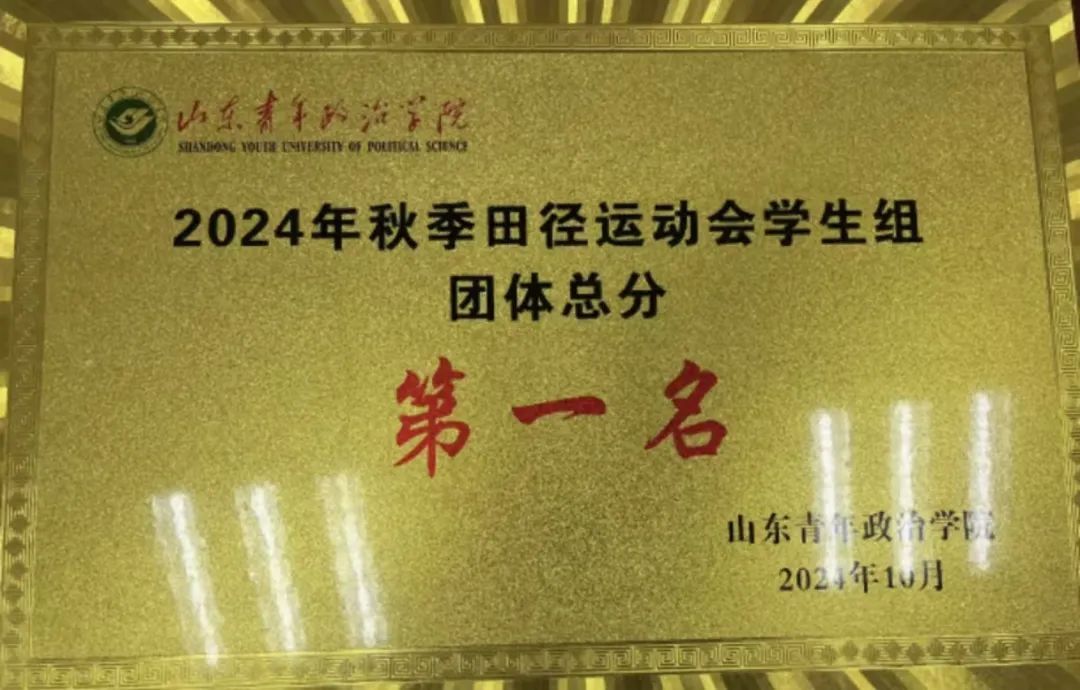 山东青年政治学院
SHANDONG YOUTH UNIVERSITY OF POLITICAL SCIENCE
2024年秋季田径运动会学生组
团体总分
第一名
山东青年政治学院
2024年10月